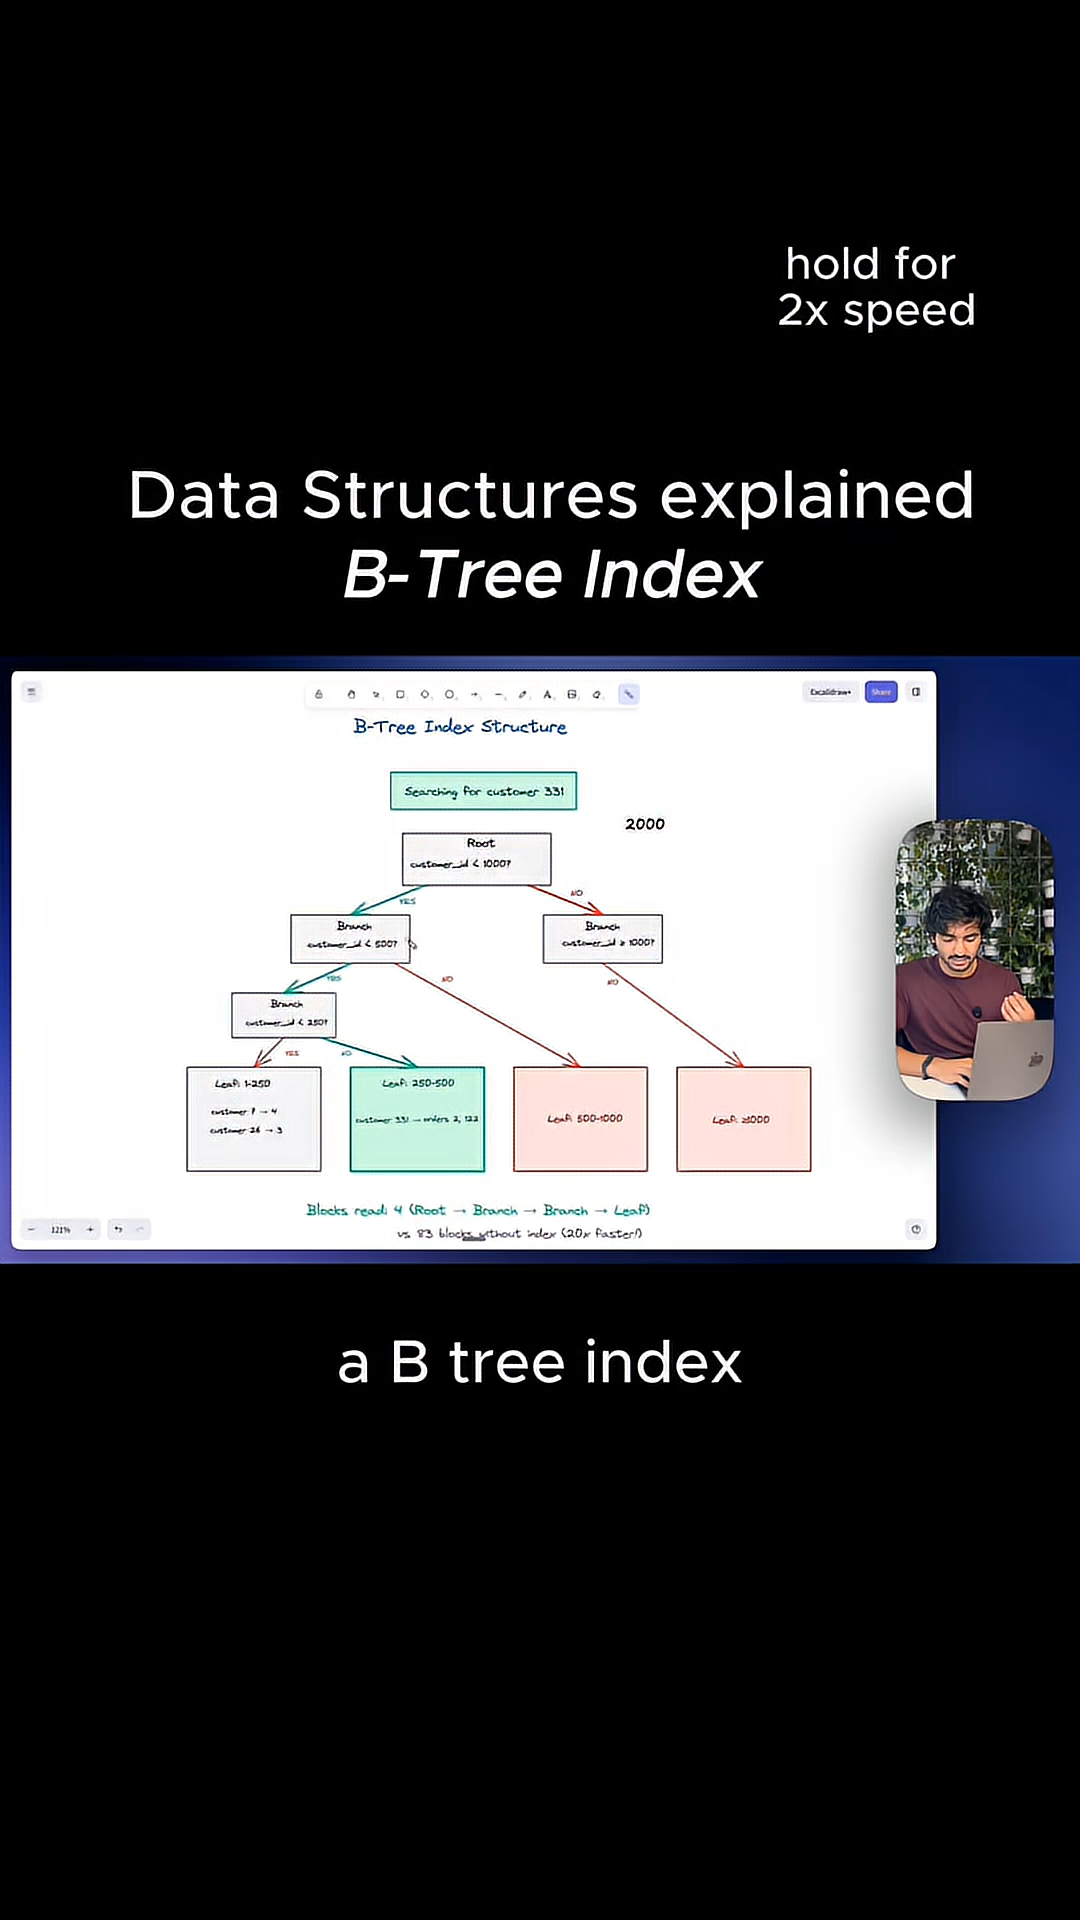 hold for
2x speed
Data Structures explained
B-Tree Index
Excalidraw+
Share
B-Tree Index Structure
Searching for customer 331
2000
Root
customer_id < 1000?
YES
NO
Branch
customer_id < 500?
Branch
customer_id ≥ 1000?
YES
NO
NO
Branch
customer_id < 250?
YES
NO
Leaf: 1-250
customer 7 → 4
customer 26 → 3
Leaf: 250-500
customer 331 → orders 2, 122
Leaf: 500-1000
Leaf: ≥1000
Blocks read: 4 (Root → Branch → Branch → Leaf)
vs 83 blocks without index (20x faster!)
121%
a B tree index